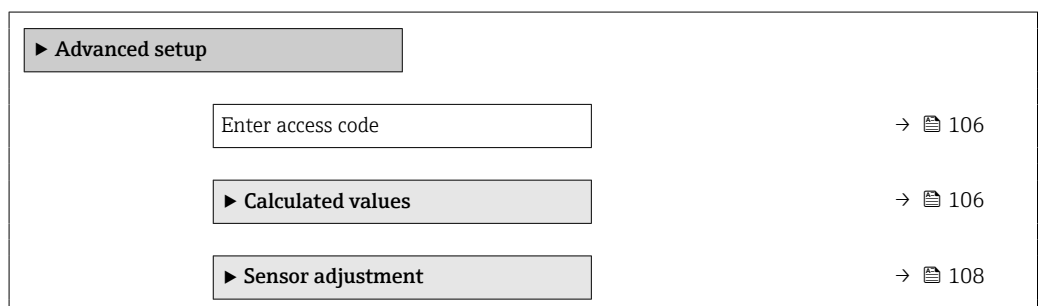 ▶ Advanced setup
Enter access code → 106
▶ Calculated values → 106
▶ Sensor adjustment → 108